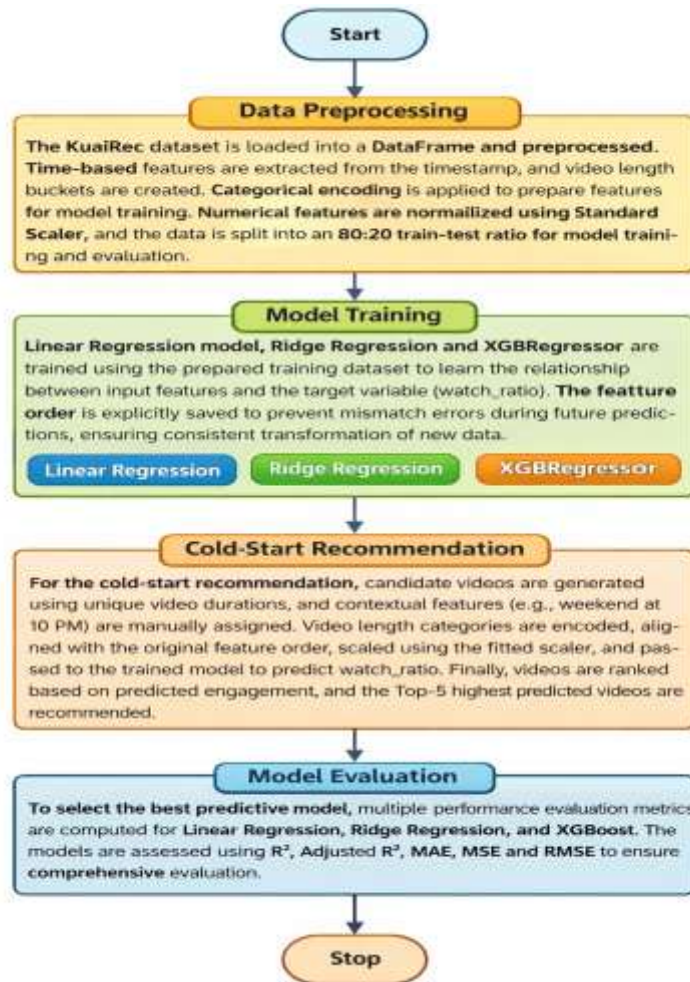 Start
Data Preprocessing
The KuaiRec dataset is loaded into a DataFrame and preprocessed.
Time-based features are extracted from the timestamp, and video length
buckets are created. Categorical encoding is applied to prepare features
for model training. Numerical features are normailized using Standard
Scaler, and the data is split into an 80:20 train-test ratio for model traini-
ng and evaluation.
Model Training
Linear Regression model, Ridge Regression and XGBRegressor are
trained using the prepared training dataset to learn the relationship
between input features and the target variable (watch_ratio). The featture
order is explicitly saved to prevent mismatch errors during future predic-
tions, ensuring consistent transformation of new data.
Linear Regression Ridge Regression XGBRegressor
Cold-Start Recommendation
For the cold-start recommendation, candidate videos are generated
using unique video durations, and contextual features (e.g., weekend at
10 PM) are manually assigned. Video length categories are encoded, alig-
ned with the original feature order, scaled using the fitted scaler, and pas-
sed to the trained model to predict watch_ratio. Finally, videos are ranked
based on predicted engagement, and the Top-5 highest predicted videos are
recommended.
Model Evaluation
To select the best predictive model, multiple performance evaluation metrics
are computed for Linear Regression, Ridge Regression, and XGBoost. The
models are assessed using R², Adjusted R², MAE, MSE and RMSE to ensure
comprehensive evaluation.
Stop